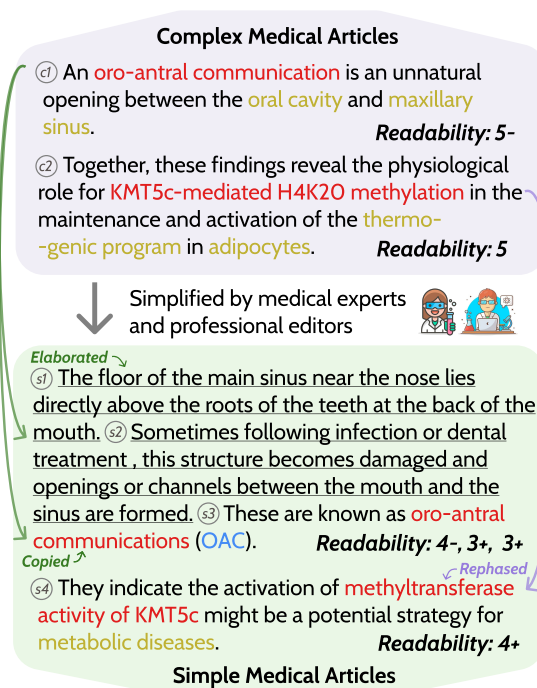 Complex Medical Articles
c1 An oro-antral communication is an unnatural
opening between the oral cavity and maxillary
sinus.
Readability: 5-
c2 Together, these findings reveal the physiological
role for KMT5c-mediated H4K20 methylation in the
maintenance and activation of the thermo-
-genic program in adipocytes.
Readability: 5
Simplified by medical experts
and professional editors
Elaborated
s1 The floor of the main sinus near the nose lies
directly above the roots of the teeth at the back of the
mouth. s2 Sometimes following infection or dental
treatment , this structure becomes damaged and
openings or channels between the mouth and the
sinus are formed. s3 These are known as oro-antral
communications (OAC).
Readability: 4-, 3+, 3+
Copied
Rephased
s4 They indicate the activation of methyltransferase
activity of KMT5c might be a potential strategy for
metabolic diseases.
Readability: 4+
Simple Medical Articles